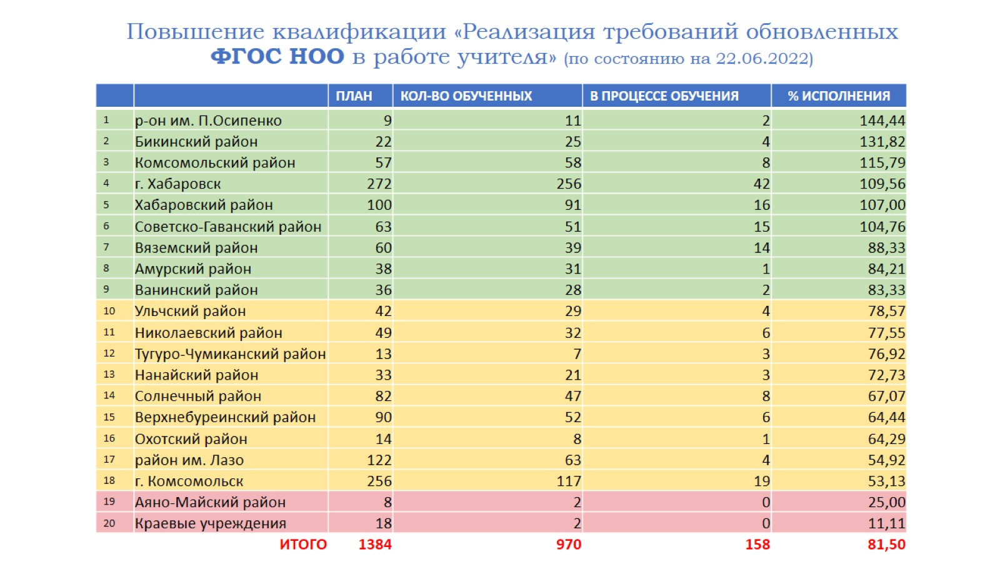 Повышение квалификации «Реализация требований обновленных
ФГОС НОО в работе учителя» (по состоянию на 22.06.2022)
ПЛАН КОЛ-ВО ОБУЧЕННЫХ В ПРОЦЕССЕ ОБУЧЕНИЯ % ИСПОЛНЕНИЯ
1 р-он им. П.Осипенко 9 11 2 144,44
2 Бикинский район 22 25 4 131,82
3 Комсомольский район 57 58 8 115,79
4 г. Хабаровск 272 256 42 109,56
5 Хабаровский район 100 91 16 107,00
6 Советско-Гаванский район 63 51 15 104,76
7 Вяземский район 60 39 14 88,33
8 Амурский район 38 31 1 84,21
9 Ванинский район 36 28 2 83,33
10 Ульчский район 42 29 4 78,57
11 Николаевский район 49 32 6 77,55
12 Тугуро-Чумиканский район 13 7 3 76,92
13 Нанайский район 33 21 3 72,73
14 Солнечный район 82 47 8 67,07
15 Верхнебуреинский район 90 52 6 64,44
16 Охотский район 14 8 1 64,29
17 район им. Лазо 122 63 4 54,92
18 г. Комсомольск 256 117 19 53,13
19 Аяно-Майский район 8 2 0 25,00
20 Краевые учреждения 18 2 0 11,11
ИТОГО 1384 970 158 81,50